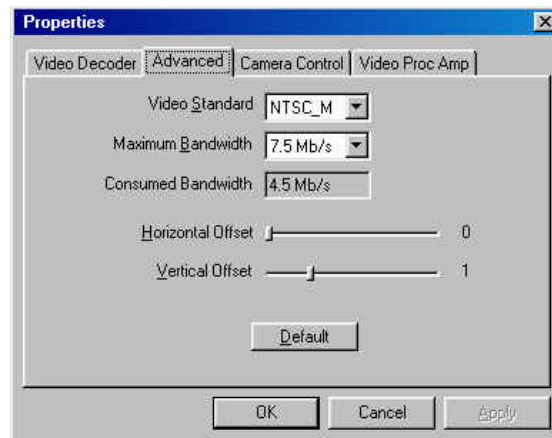 Properties
Video Decoder Advanced Camera Control Video Proc Amp
Video Standard NTSC_M
Maximum Bandwidth 7.5 Mb/s
Consumed Bandwidth 4.5 Mb/s
Horizontal Offset 0
Vertical Offset 1
Default
OK Cancel Apply